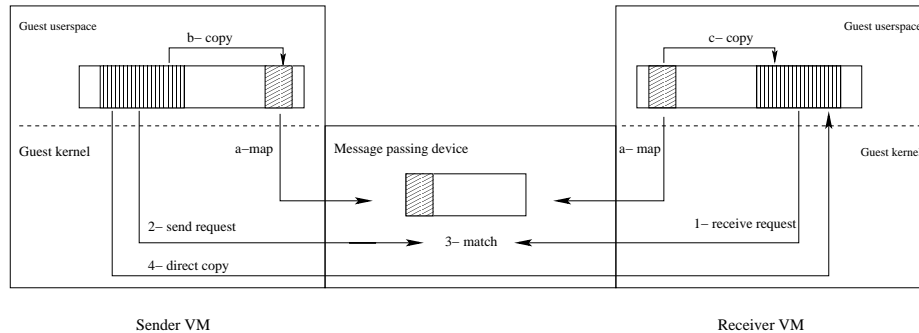 Guest userspace
Guest userspace
b− copy
c− copy
Guest kernel
a−map
Message passing device
a− map
Guest kernel
2− send request
3− match
1− receive request
4− direct copy
Sender VM
Receiver VM